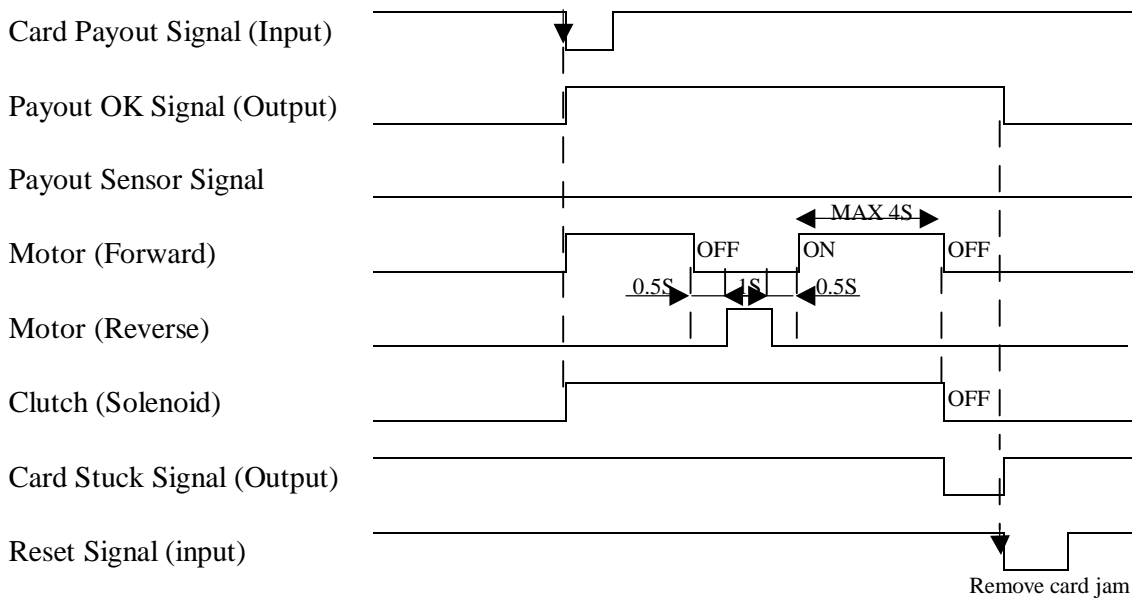 Card Payout Signal (Input)
Payout OK Signal (Output)
Payout Sensor Signal
MAX 4S
Motor (Forward)
OFF
ON
OFF
0.5S
1S
0.5S
Motor (Reverse)
Clutch (Solenoid)
OFF
Card Stuck Signal (Output)
Reset Signal (input)
Remove card jam